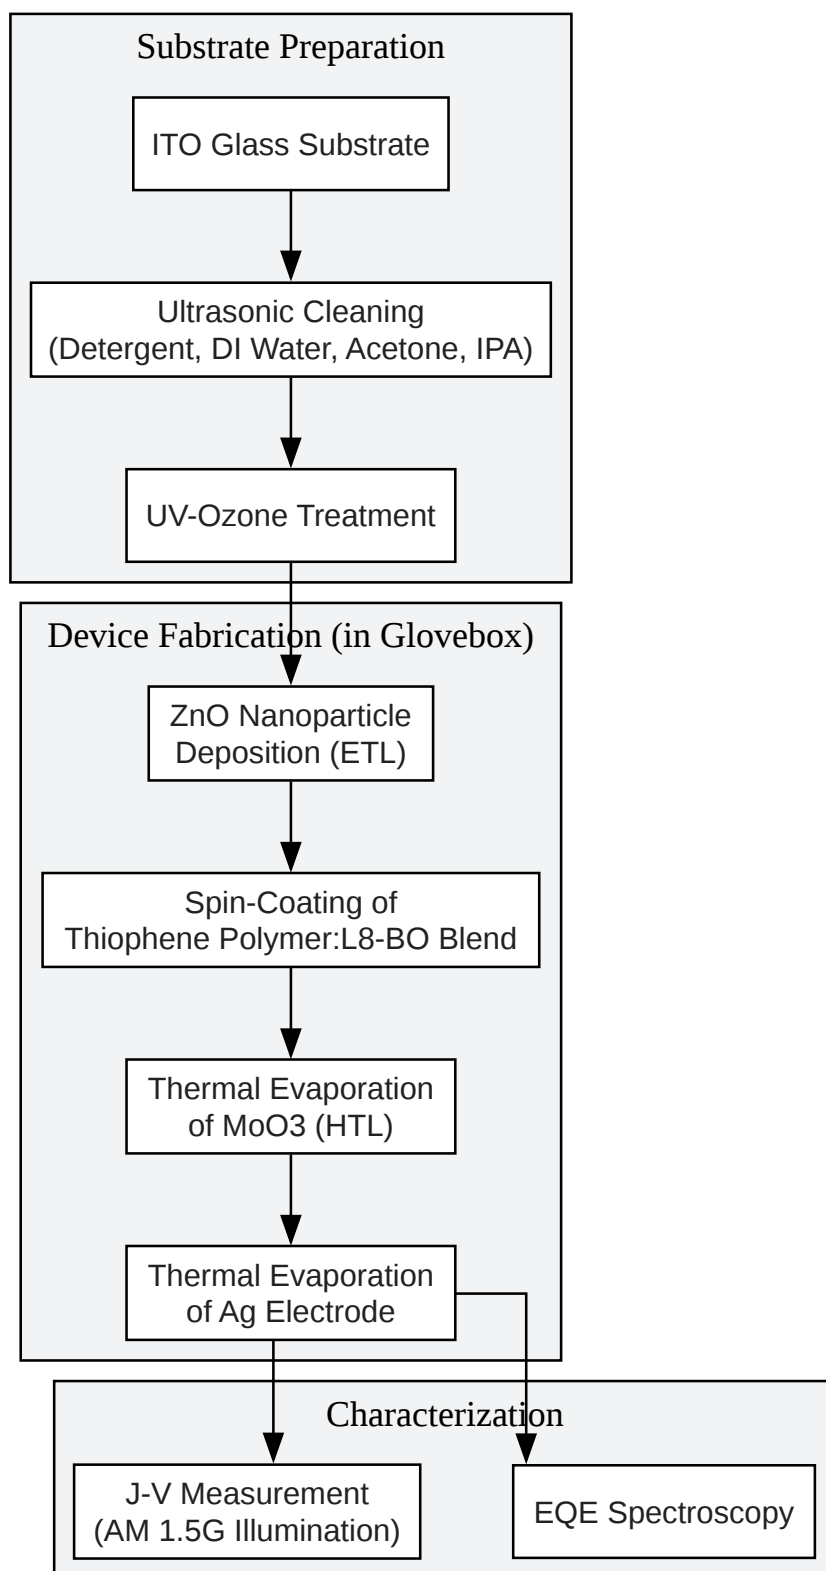 Substrate Preparation
ITO Glass Substrate
Ultrasonic Cleaning
(Detergent, DI Water, Acetone, IPA)
UV-Ozone Treatment
Device Fabrication (in Glovebox)
ZnO Nanoparticle
Deposition (ETL)
Spin-Coating of
Thiophene Polymer:L8-BO Blend
Thermal Evaporation
of MoO3 (HTL)
Thermal Evaporation
of Ag Electrode
Characterization
J-V Measurement
(AM 1.5G Illumination)
EQE Spectroscopy